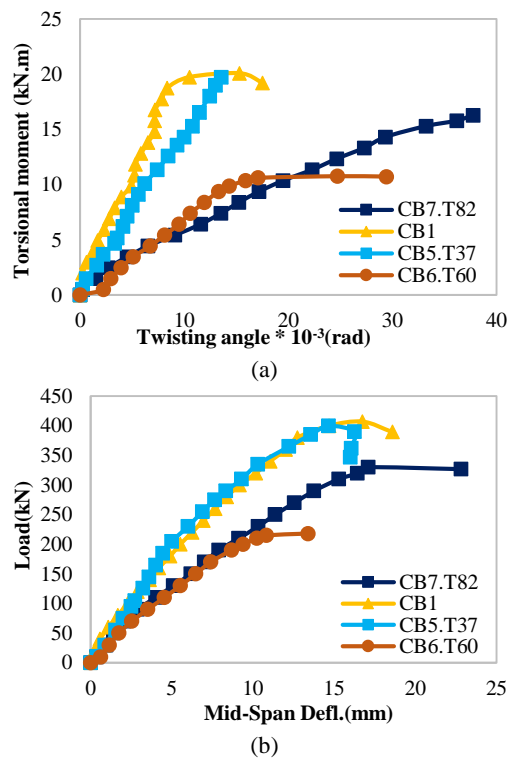 Torsional moment (kN.m)
25
20
15
10
5
0
0 10 20 30 40
CB7.T82
CB1
CB5.T37
CB6.T60
Twisting angle * 10⁻³(rad)
(a)
Load(kN)
450
400
350
300
250
200
150
100
50
0
0 5 10 15 20 25
CB7.T82
CB1
CB5.T37
CB6.T60
Mid-Span Defl.(mm)
(b)